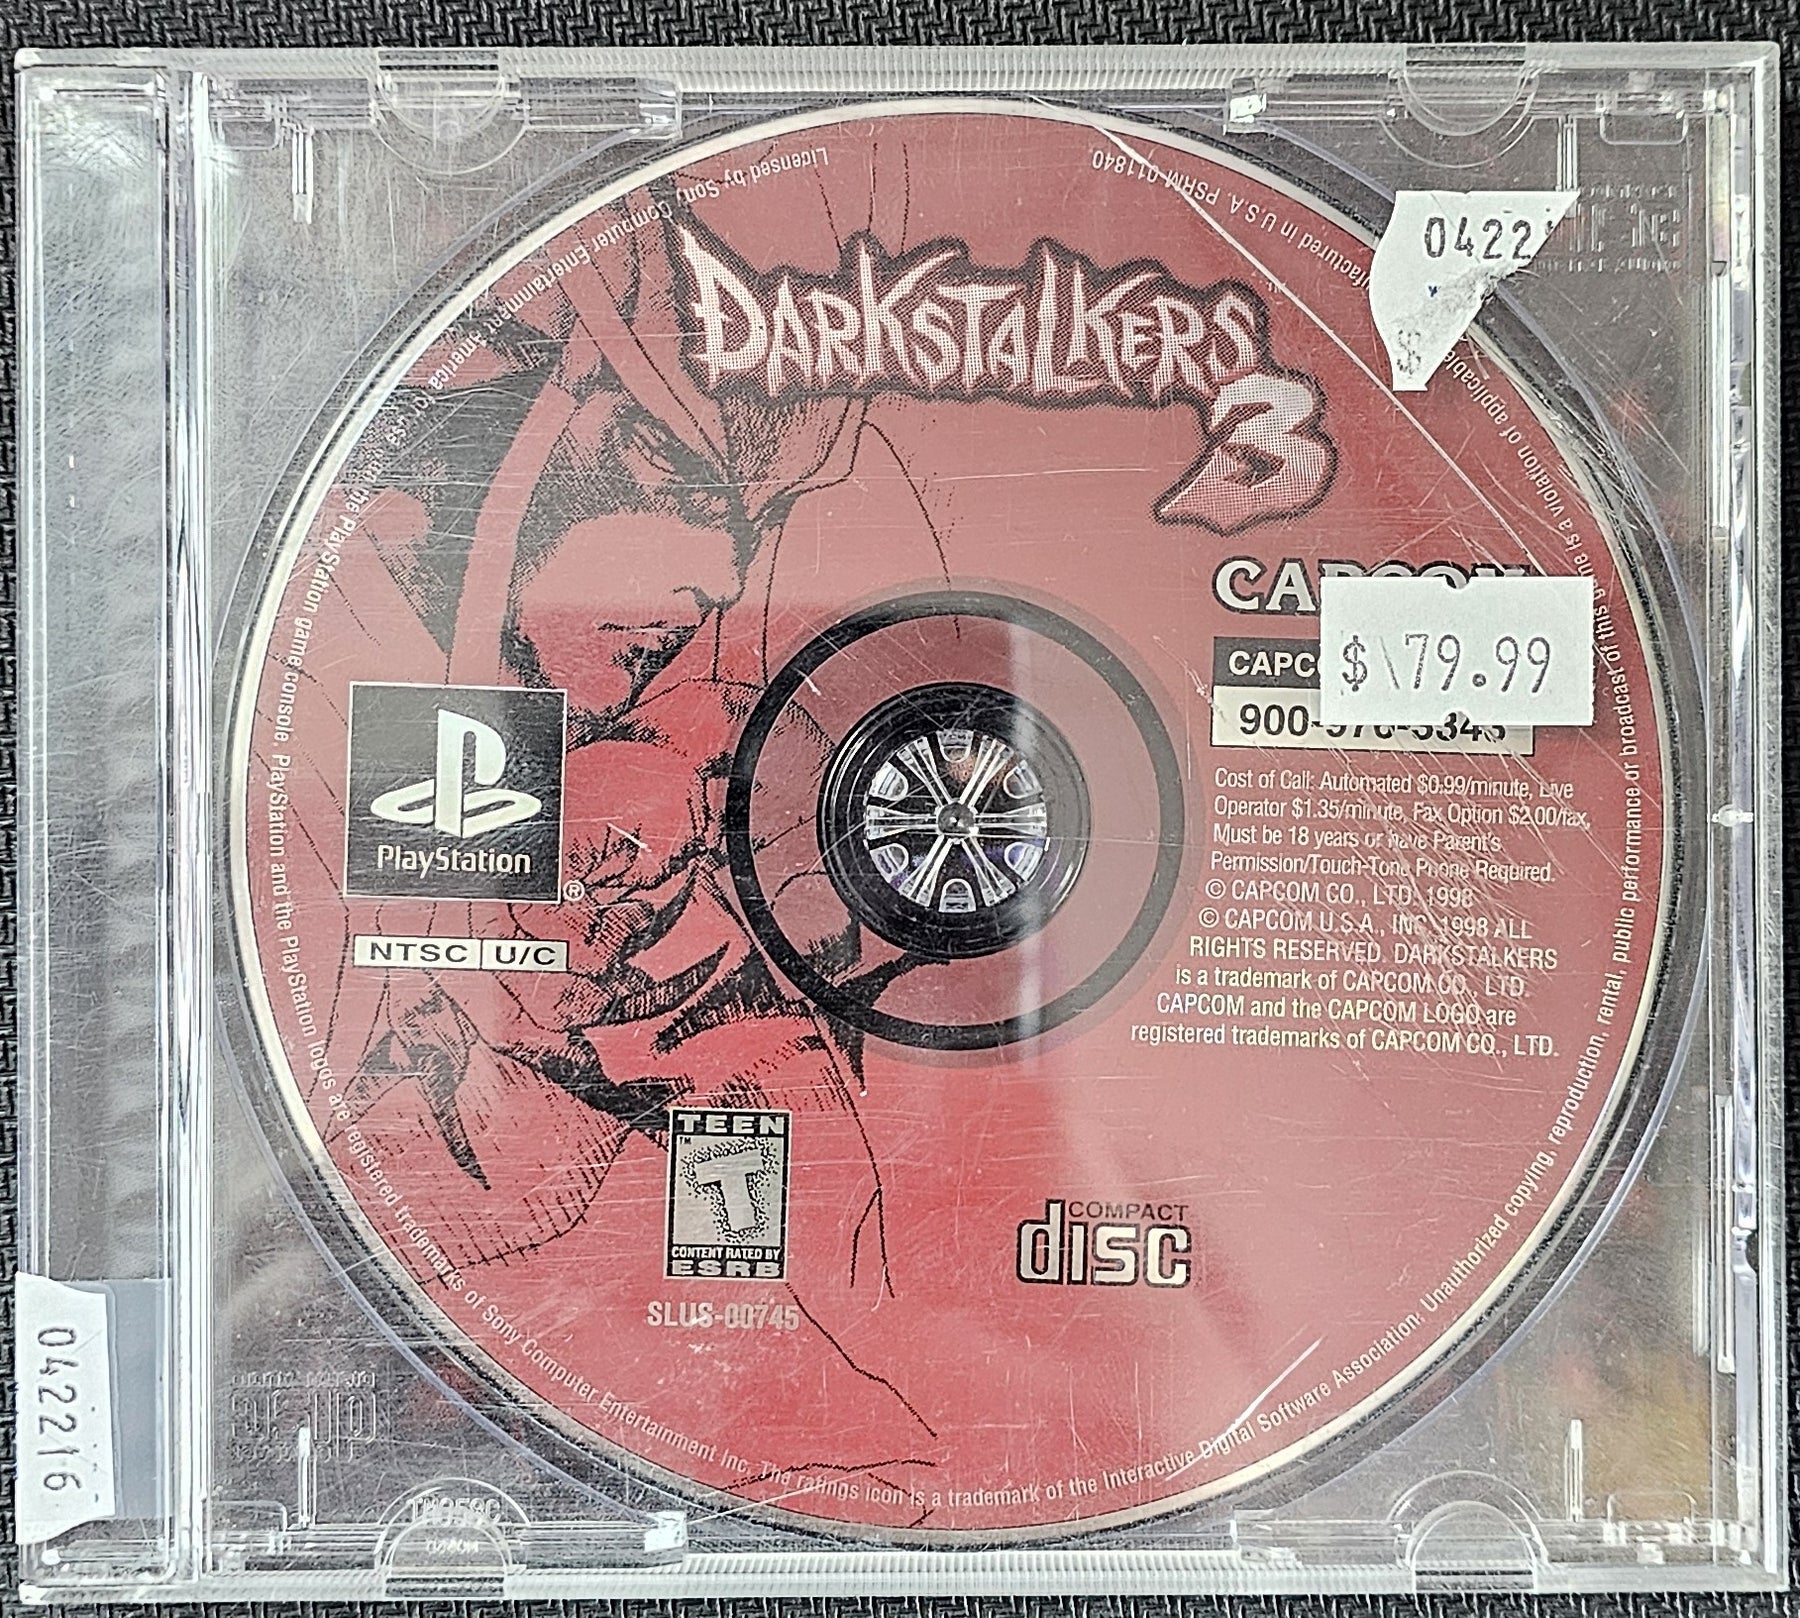 DARKSTALKERS
3
TM
0422
$
CAPCOM
$\79.99
CAPC
Cost of Call: Automated $0.99/minute, Live
Operator $1.35/minute, Fax Option $2.00/fax,
Must be 18 years or have Parent's
Permission/Touch-Tone Phone Required.
© CAPCOM CO., LTD. 1998
© CAPCOM U.S.A., INC. 1998 ALL
RIGHTS RESERVED. DARKSTALKERS
is a trademark of CAPCOM CO., LTD.
CAPCOM and the CAPCOM LOGO are
registered trademarks of CAPCOM CO., LTD.
PlayStation
®
NTSC U/C
TEEN
TM
T
CONTENT RATED BY
ESRB
SLUS-00745
COMPACT
disc
Licensed by Sony Computer Entertainment America for use with the PlayStation game console. PlayStation and the PlayStation logos are registered trademarks of Sony Computer Entertainment Inc. The ratings icon is a trademark of the Interactive Digital Software Association. Unauthorized copying, reproduction, rental, public performance or broadcast of this game is a violation of applicable
ufactured in U.S.A. PSRM-011840
042216